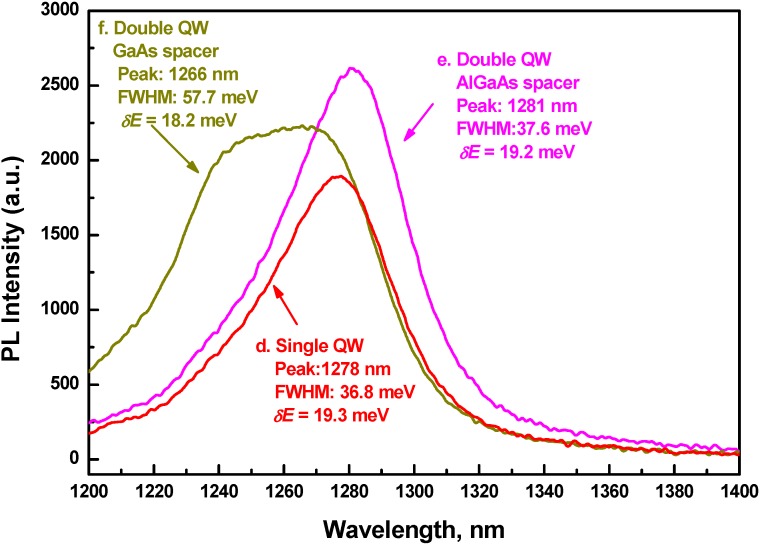 3000
2500
2000
1500
1000
500
0
PL Intensity (a.u.)
f. Double QW
GaAs spacer
Peak: 1266 nm
FWHM: 57.7 meV
δE = 18.2 meV
e. Double QW
AlGaAs spacer
Peak: 1281 nm
FWHM:37.6 meV
δE = 19.2 meV
d. Single QW
Peak:1278 nm
FWHM: 36.8 meV
δE = 19.3 meV
1200 1220 1240 1260 1280 1300 1320 1340 1360 1380 1400
Wavelength, nm